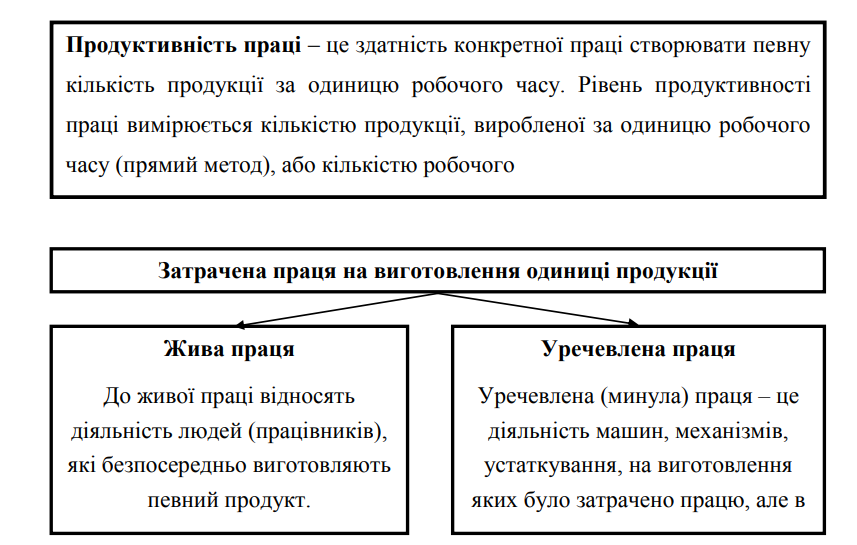 Продуктивність праці – це здатність конкретної праці створювати певну
кількість продукції за одиницю робочого часу. Рівень продуктивності
праці вимірюється кількістю продукції, виробленої за одиницю робочого
часу (прямий метод), або кількістю робочого
Затрачена праця на виготовлення одиниці продукції
Жива праця
До живої праці відносять
діяльність людей (працівників),
які безпосередньо виготовляють
певний продукт.
Уречевлена праця
Уречевлена (минула) праця – це
діяльність машин, механізмів,
устаткування, на виготовлення
яких було затрачено працю, але в